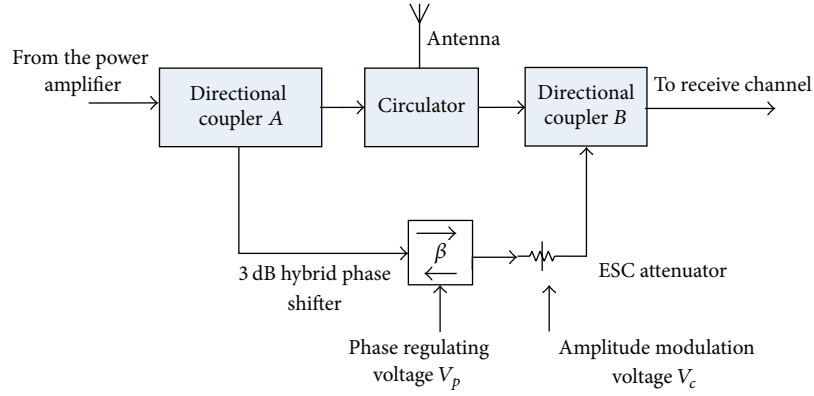 Antenna
From the power
amplifier
Directional
coupler A
Circulator
Directional
coupler B
To receive channel
β
3 dB hybrid phase
shifter
ESC attuenuator
Phase regulating
voltage Vp
Amplitude modulation
voltage Vc